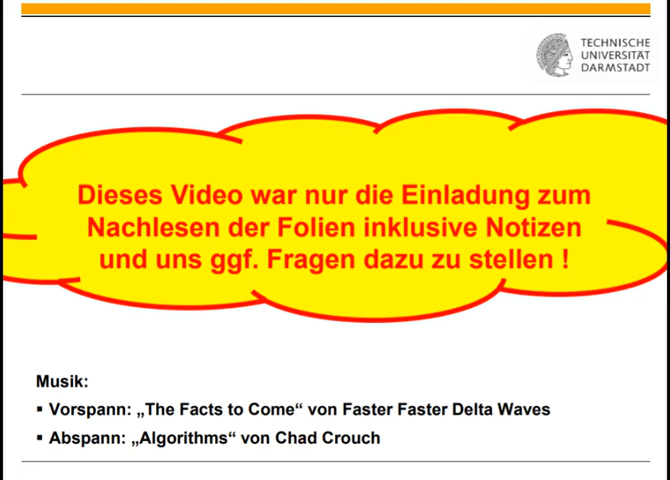 TECHNISCHE
UNIVERSITÄT
DARMSTADT
Dieses Video war nur die Einladung zum
Nachlesen der Folien inklusive Notizen
und uns ggf. Fragen dazu zu stellen !
Musik:
▪ Vorspann: „The Facts to Come“ von Faster Faster Delta Waves
▪ Abspann: „Algorithms“ von Chad Crouch